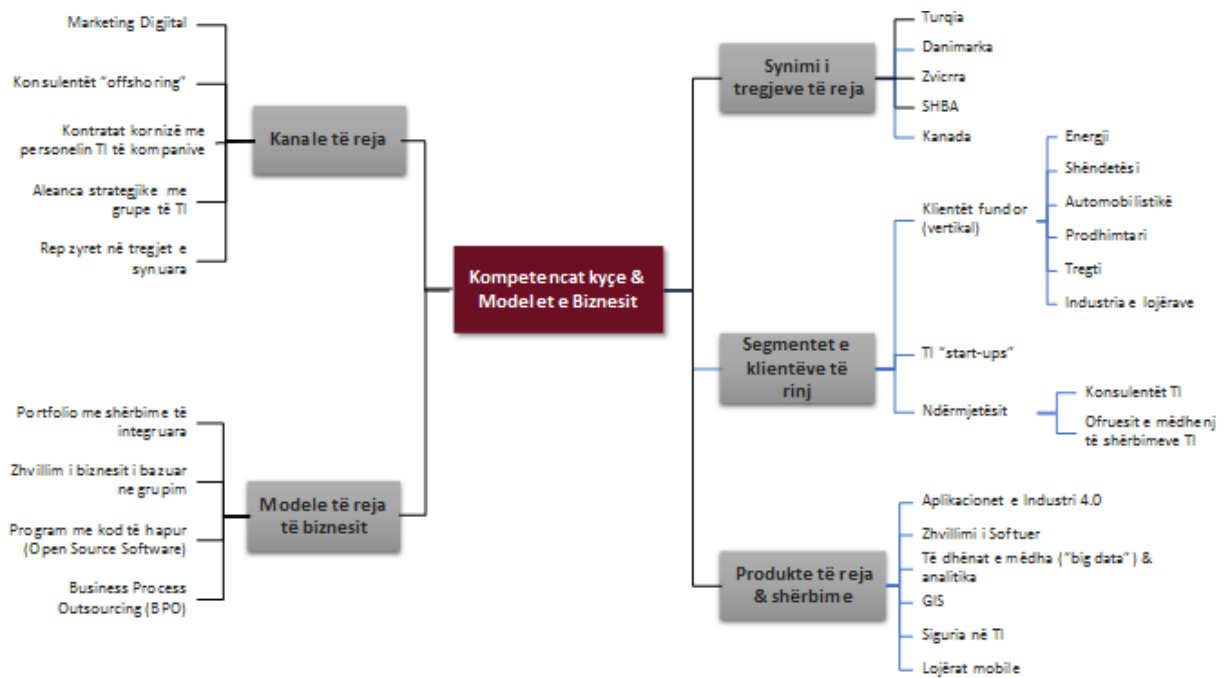 Marketing Digjital
Konsulentët “offshoring”
Kontratat kornizë me
personelin TI të kompanive
Aleanca strategjike me
grupe të TI
Rep zyret në tregjet e
synuara
Kanale të reja
Portfolio me shërbime të
integruara
Zhvillim i biznesit i bazuar
ne grupim
Program me kod të hapur
(Open Source Software)
Business Process
Outsourcing (BPO)
Modele të reja
të biznesit
Kompetencat kyçe &
Modelet e Biznesit
Synimi i
tregjeve të reja
Turqia
Danimarka
Zvicrra
SHBA
Kanada
Segmentet e
klientëve të
rinj
Klientët fundor
(vertikal)
Energji
Shëndetësi
Automobilistikë
Prodhimtari
Tregti
Industria e lojërave
TI “start-ups”
Ndërmjetësit
Konsulentët TI
Ofruesit e mëdhenj
të shërbimeve TI
Produkte të reja
& shërbime
Aplikacionet e Industri 4.0
Zhvillimi i Softuer
Të dhënat e mëdha (“big data”) &
analitika
GIS
Siguria në TI
Lojërat mobile